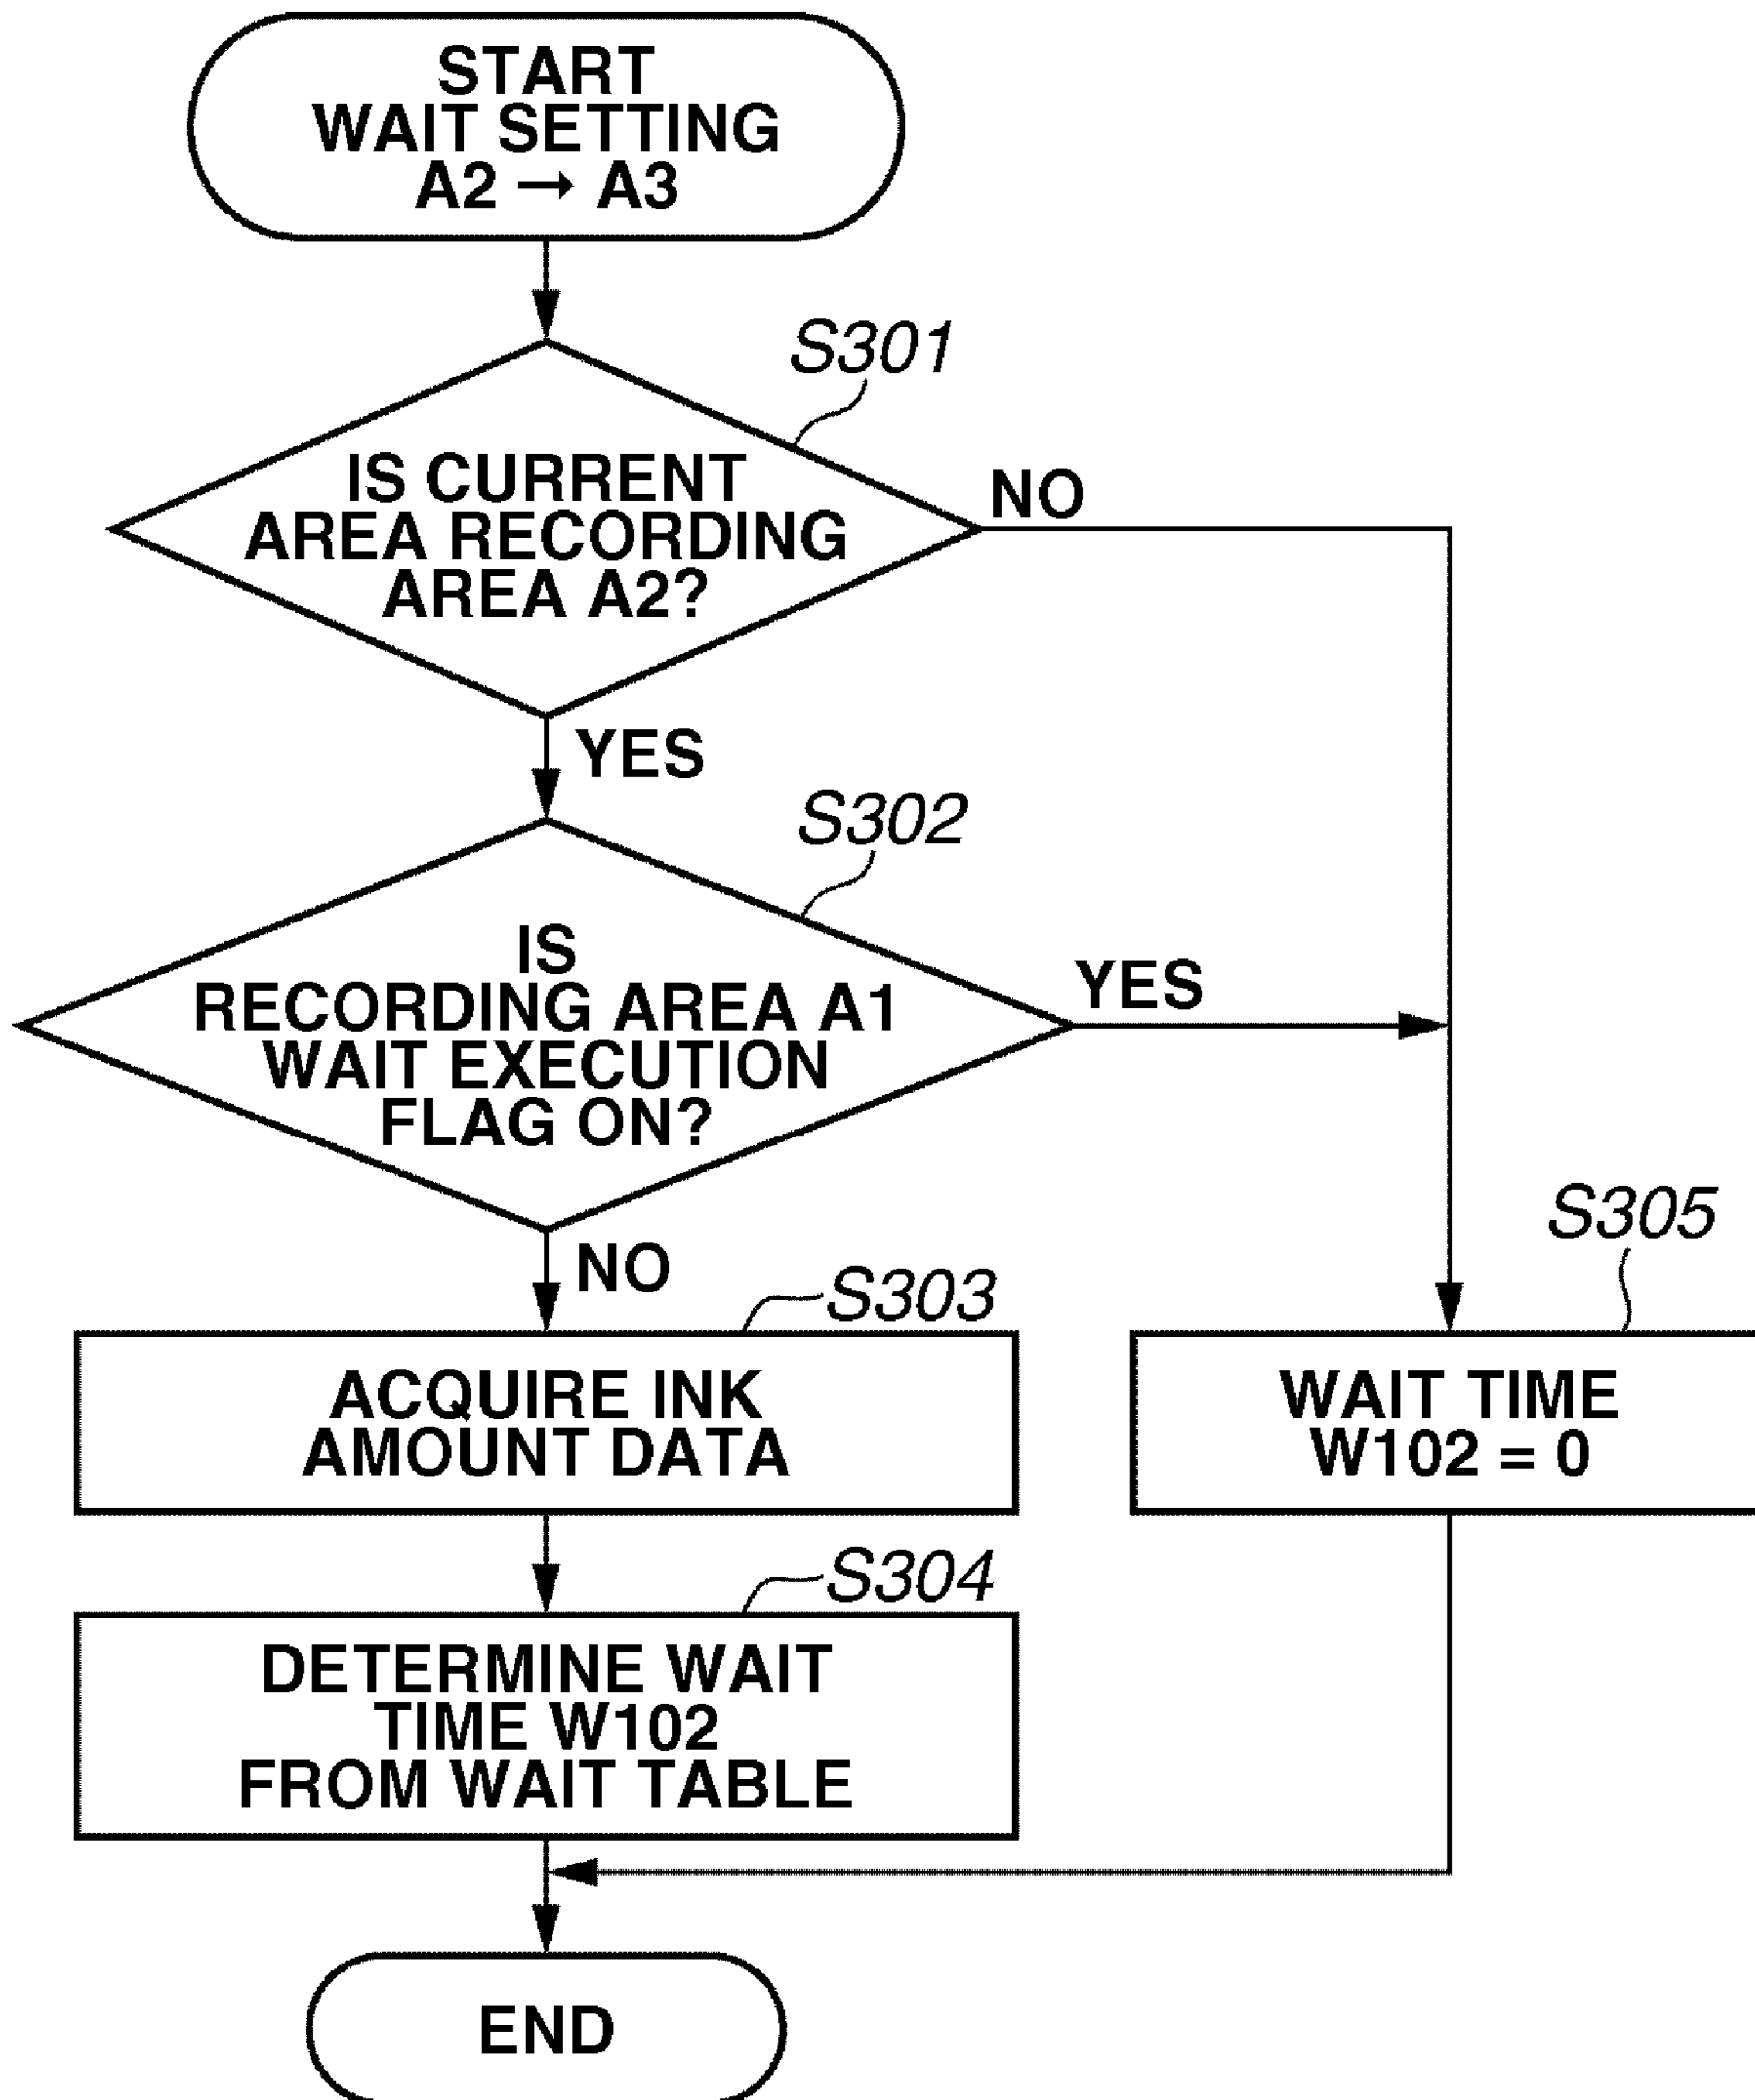 START
WAIT SETTING
A2 → A3
S301
IS CURRENT
AREA RECORDING
AREA A2?
NO
YES
S302
IS
RECORDING AREA A1
WAIT EXECUTION
FLAG ON?
YES
NO
S303
ACQUIRE INK
AMOUNT DATA
S305
WAIT TIME
W102 = 0
S304
DETERMINE WAIT
TIME W102
FROM WAIT TABLE
END